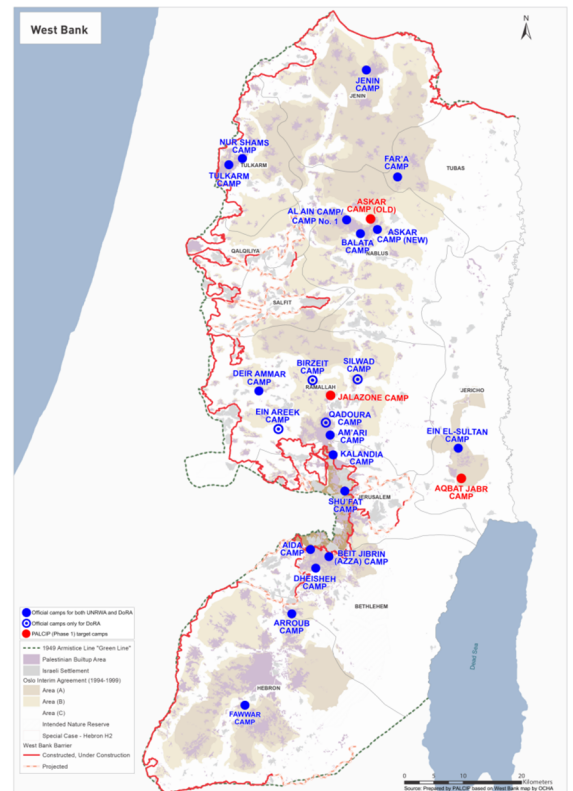 West Bank
N
JENIN
CAMP
JENIN
NUR SHAMS
CAMP
TULKARM
TULKARM
CAMP
FAR'A
CAMP
TUBAS
ASKAR
CAMP (OLD)
AL AIN CAMP/
CAMP No. 1
ASKAR
CAMP (NEW)
BALATA
CAMP
NABLUS
QALQILIYA
SALFIT
BIRZEIT
CAMP
SILWAD
CAMP
DEIR AMMAR
CAMP
RAMALLAH
JERICHO
JALAZONE CAMP
EIN AREEK
CAMP
QADOURA
CAMP
AM'ARI
CAMP
EIN EL-SULTAN
CAMP
KALANDIA
CAMP
AQBAT JABR
CAMP
SHU'FAT
CAMP
JERUSALEM
AIDA
CAMP
BEIT JIBRIN
(AZZA) CAMP
DHEISHEH
CAMP
BETHLEHEM
ARROUB
CAMP
Dead Sea
HEBRON
FAWWAR
CAMP
Official camps for both UNRWA and DoRA
Official camps only for DoRA
PALCIP (Phase 1) target camps
1949 Armistice Line "Green Line"
Palestinian Builtup Area
Israeli Settlement
Oslo Interim Agreement (1994-1999)
Area (A)
Area (B)
Area (C)
Intended Nature Reserve
Special Case - Hebron H2
West Bank Barrier
Constructed, Under Construction
Projected
0 5 10 20
Kilometers
Source: Prepared by PALCIP based on West Bank map by OCHA